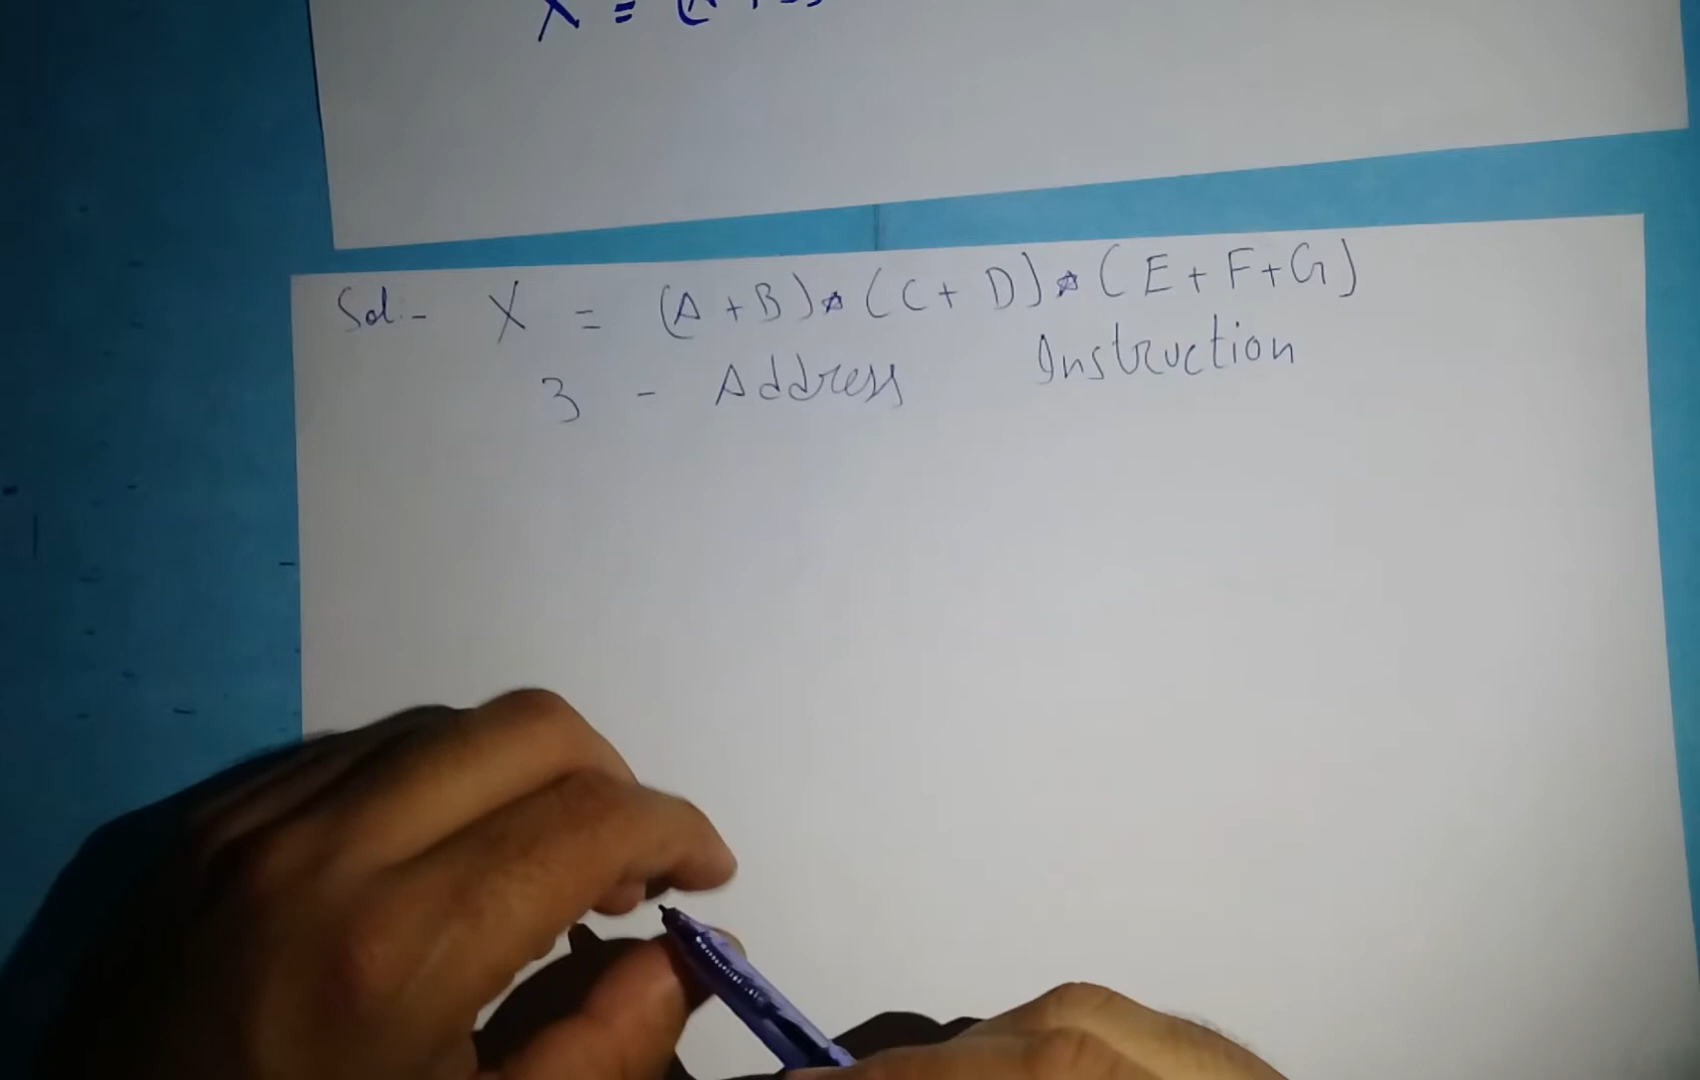 X = (A
Sol:- X = (A + B) * (C + D) * (E + F + G)
3 - Address Instruction